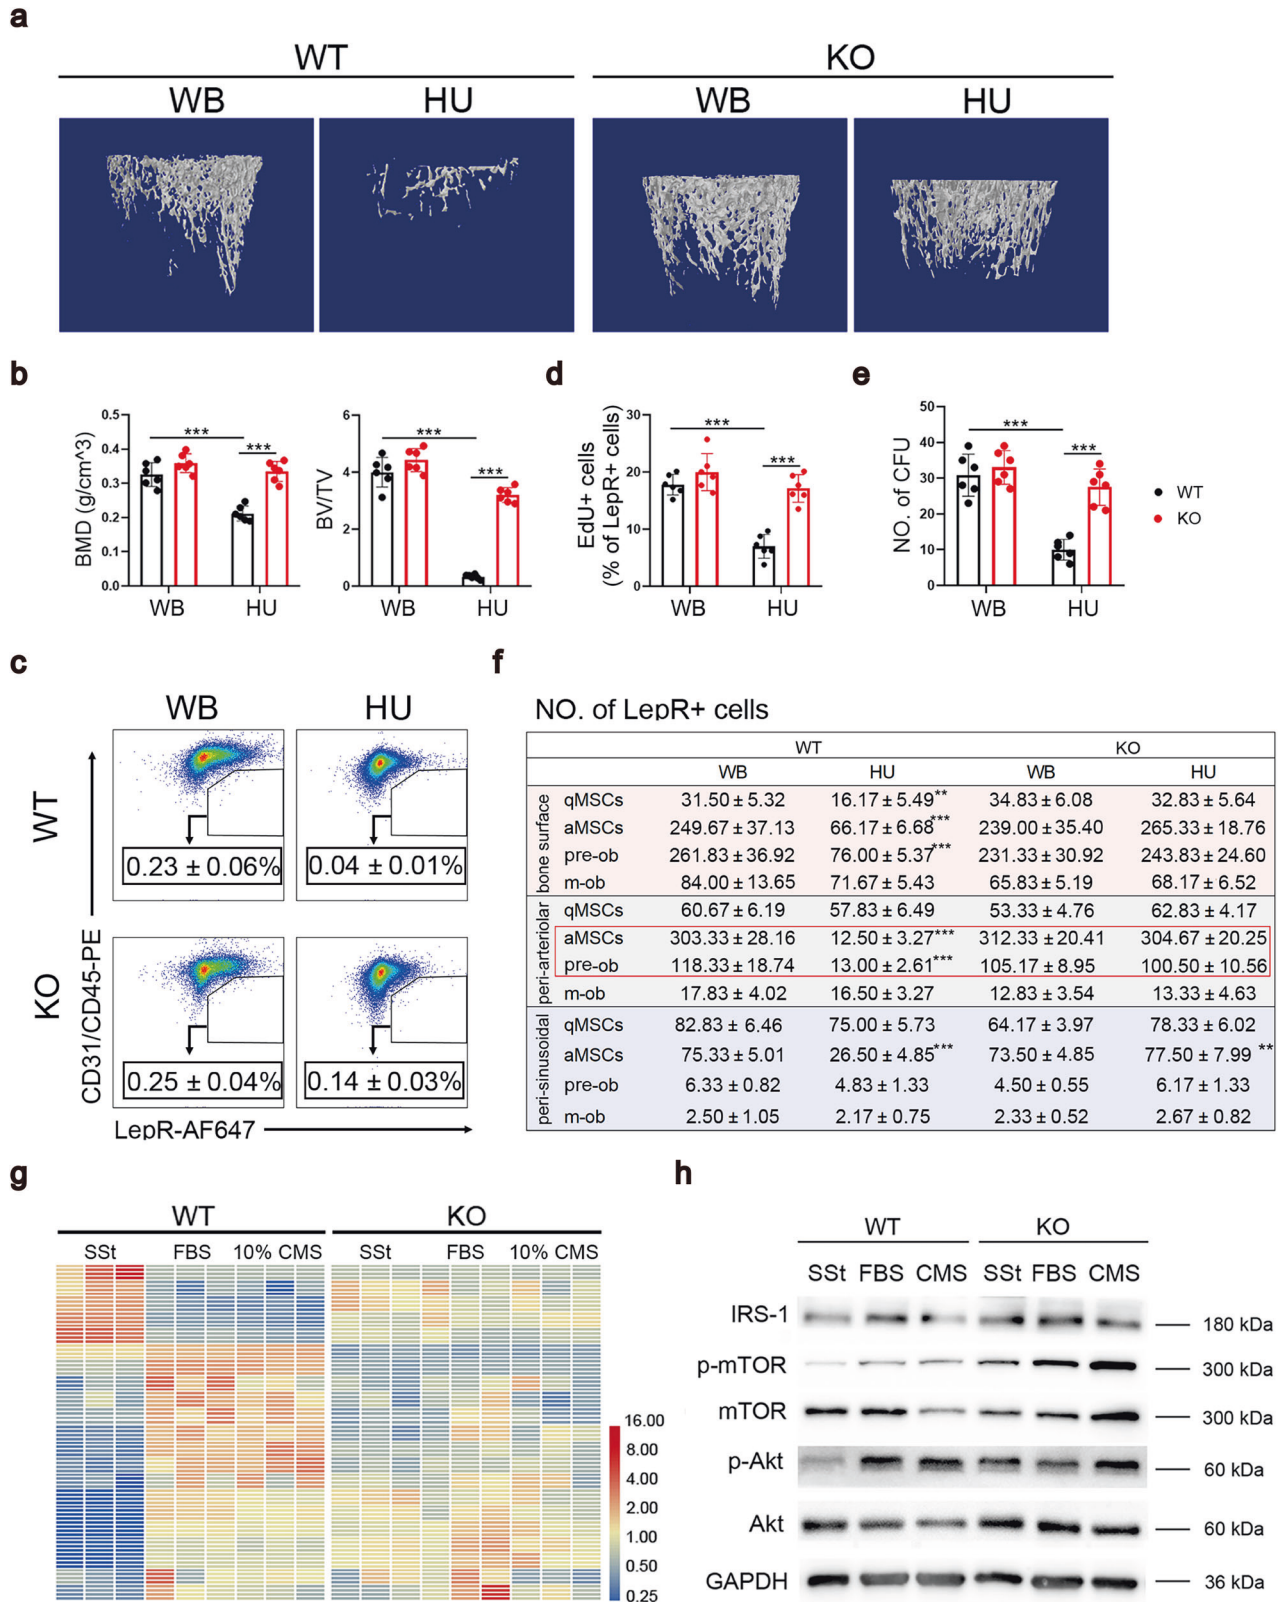 a
WT KO
WB HU WB HU
b
BMD (g/cm^3)
0.5
0.4
0.3
0.2
0.1
0.0
*** ***
WB HU
BV/TV
6
4
2
0
*** ***
WB HU
d
EdU+ cells
(% of LepR+ cells)
30
20
10
0
*** ***
WB HU
e
NO. of CFU
50
40
30
20
10
0
*** ***
WB HU
WT
KO
c
WB HU
WT
KO
0.23 ± 0.06% 0.04 ± 0.01%
0.25 ± 0.04% 0.14 ± 0.03%
CD31/CD45-PE
LepR-AF647
f
NO. of LepR+ cells
WT KO
WB HU WB HU
bone surface
qMSCs 31.50 ± 5.32 16.17 ± 5.49** 34.83 ± 6.08 32.83 ± 5.64
aMSCs 249.67 ± 37.13 66.17 ± 6.68*** 239.00 ± 35.40 265.33 ± 18.76
pre-ob 261.83 ± 36.92 76.00 ± 5.37*** 231.33 ± 30.92 243.83 ± 24.60
m-ob 84.00 ± 13.65 71.67 ± 5.43 65.83 ± 5.19 68.17 ± 6.52
peri-arteriolar
qMSCs 60.67 ± 6.19 57.83 ± 6.49 53.33 ± 4.76 62.83 ± 4.17
aMSCs 303.33 ± 28.16 12.50 ± 3.27*** 312.33 ± 20.41 304.67 ± 20.25
pre-ob 118.33 ± 18.74 13.00 ± 2.61*** 105.17 ± 8.95 100.50 ± 10.56
m-ob 17.83 ± 4.02 16.50 ± 3.27 12.83 ± 3.54 13.33 ± 4.63
peri-sinusoidal
qMSCs 82.83 ± 6.46 75.00 ± 5.73 64.17 ± 3.97 78.33 ± 6.02
aMSCs 75.33 ± 5.01 26.50 ± 4.85*** 73.50 ± 4.85 77.50 ± 7.99 **
pre-ob 6.33 ± 0.82 4.83 ± 1.33 4.50 ± 0.55 6.17 ± 1.33
m-ob 2.50 ± 1.05 2.17 ± 0.75 2.33 ± 0.52 2.67 ± 0.82
g
WT KO
SSt FBS 10% CMS SSt FBS 10% CMS
16.00
8.00
4.00
2.00
1.00
0.50
0.25
h
WT KO
SSt FBS CMS SSt FBS CMS
IRS-1 180 kDa
p-mTOR 300 kDa
mTOR 300 kDa
p-Akt 60 kDa
Akt 60 kDa
GAPDH 36 kDa